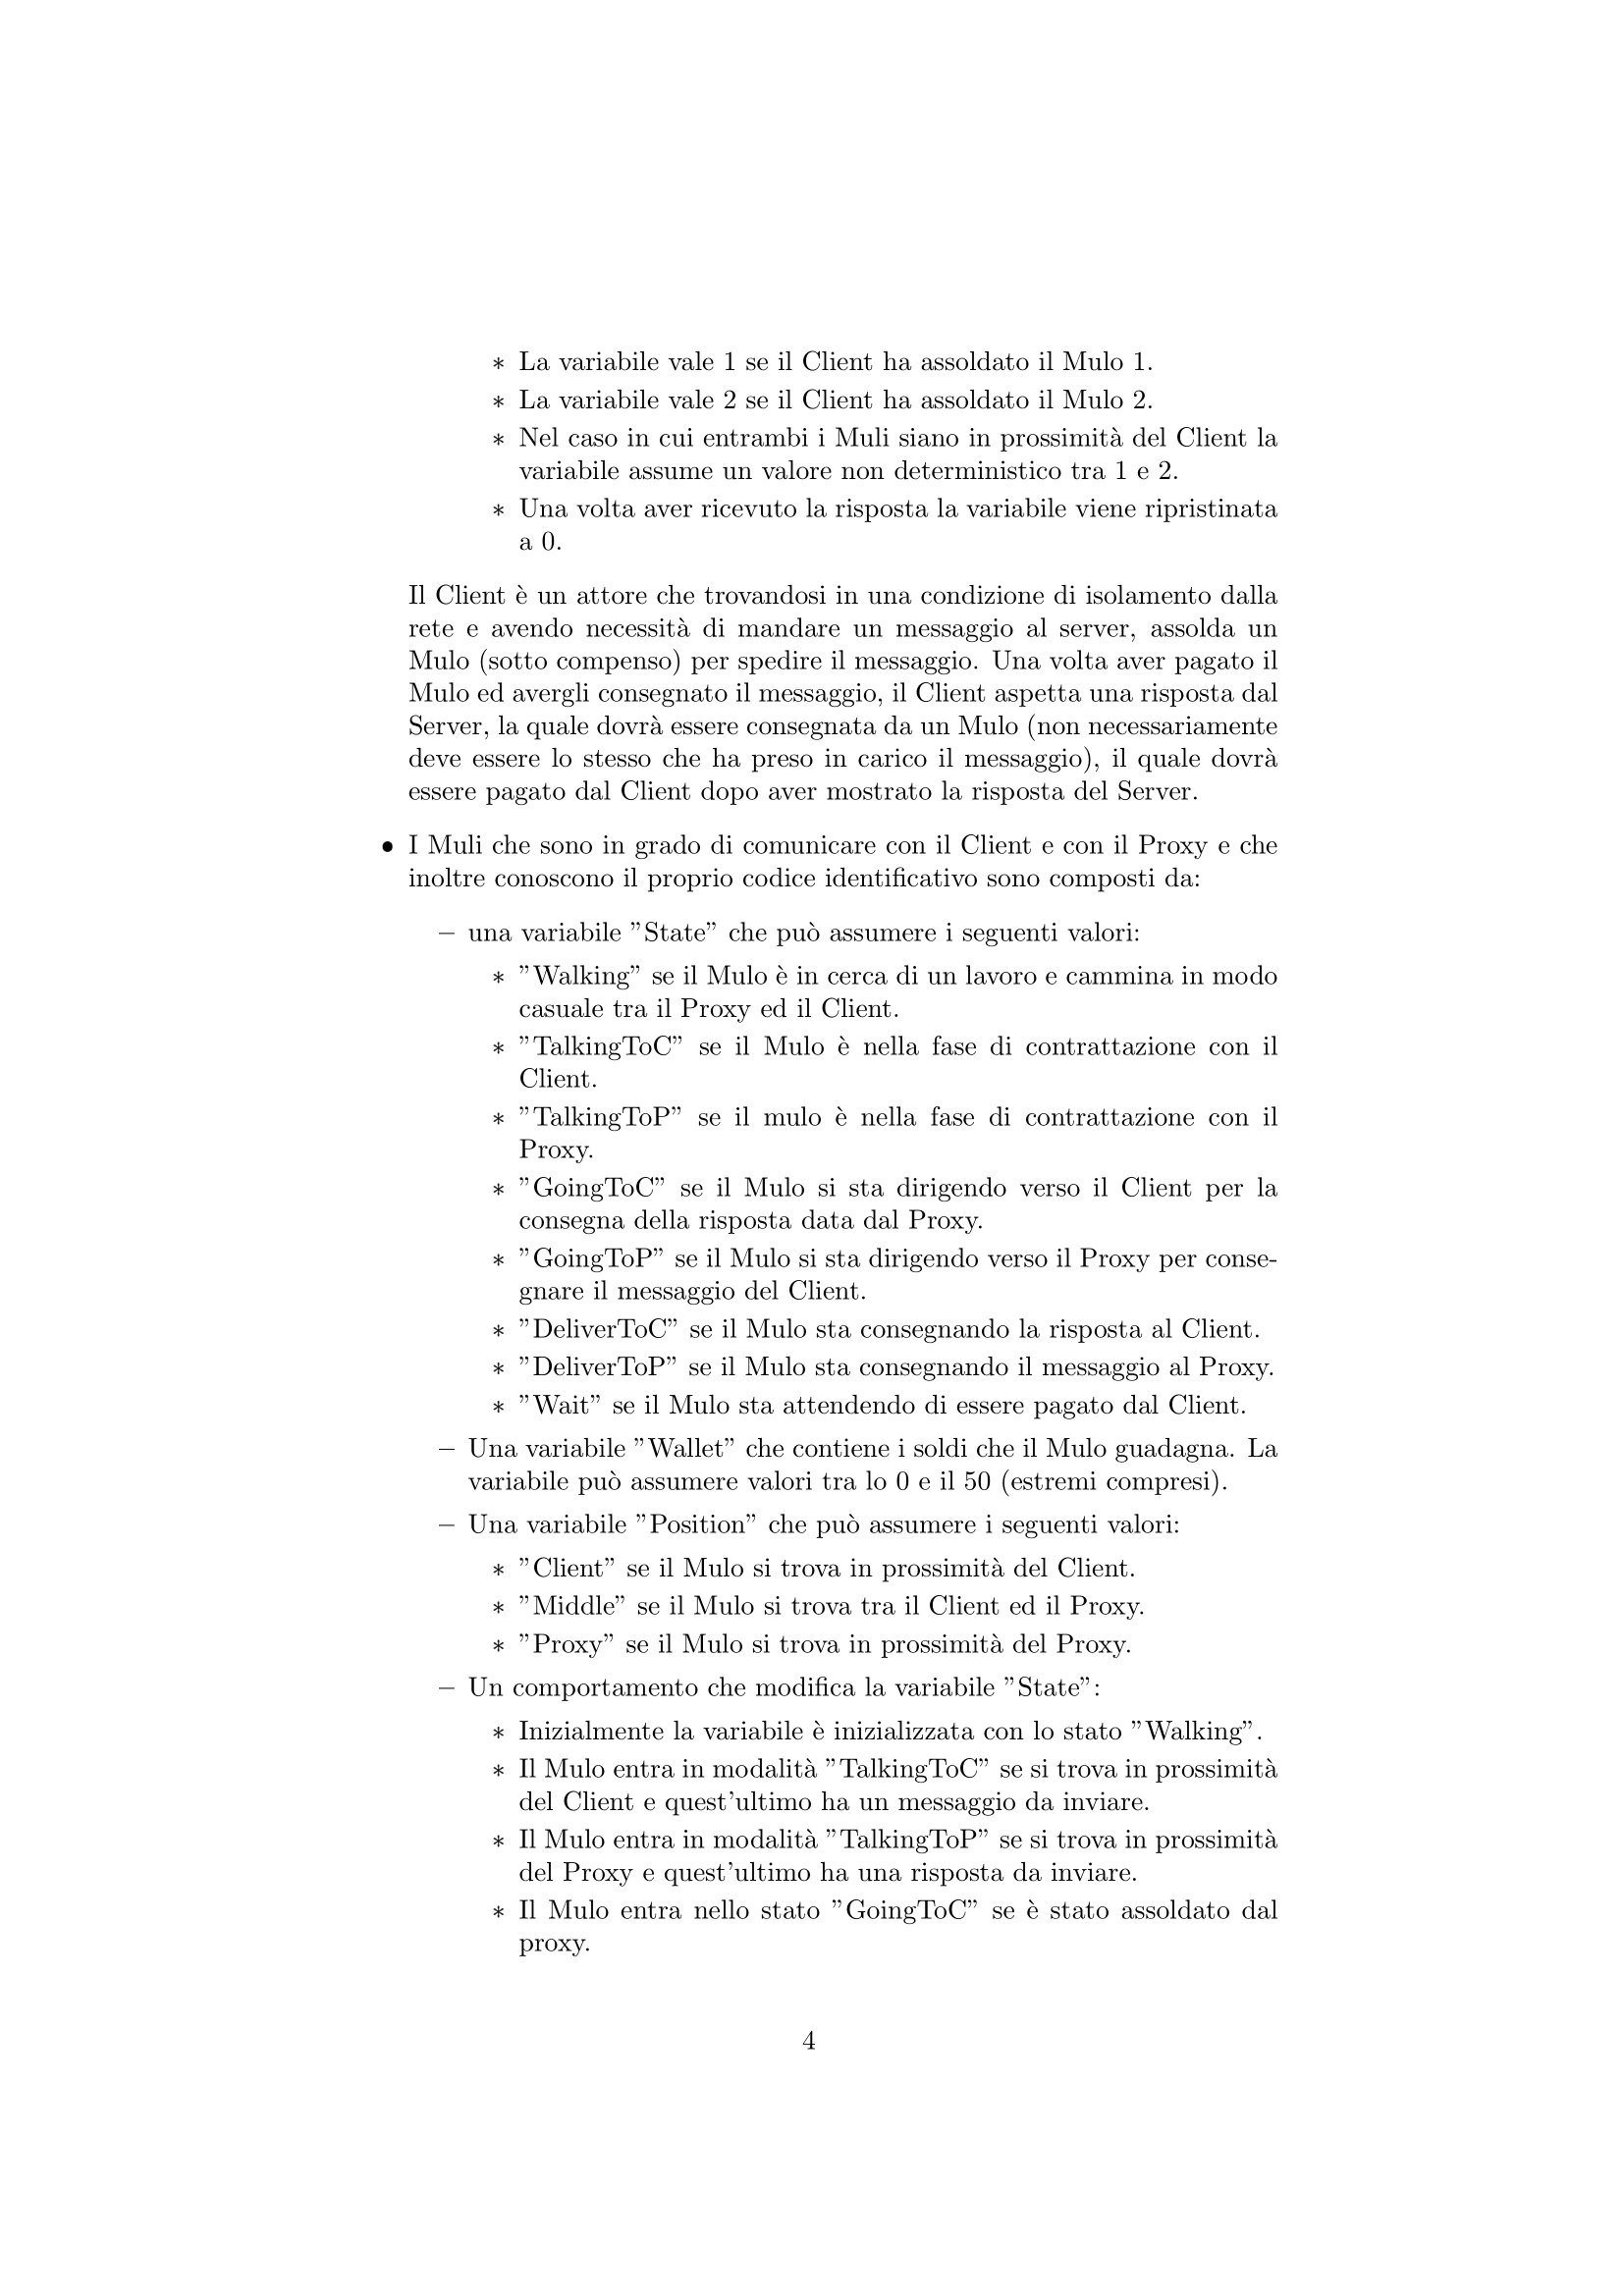 ∗ La variabile vale 1 se il Client ha assoldato il Mulo 1.
∗ La variabile vale 2 se il Client ha assoldato il Mulo 2.
∗ Nel caso in cui entrambi i Muli siano in prossimità del Client la
variabile assume un valore non deterministico tra 1 e 2.
∗ Una volta aver ricevuto la risposta la variabile viene ripristinata
a 0.
Il Client è un attore che trovandosi in una condizione di isolamento dalla
rete e avendo necessità di mandare un messaggio al server, assolda un
Mulo (sotto compenso) per spedire il messaggio. Una volta aver pagato il
Mulo ed avergli consegnato il messaggio, il Client aspetta una risposta dal
Server, la quale dovrà essere consegnata da un Mulo (non necessariamente
deve essere lo stesso che ha preso in carico il messaggio), il quale dovrà
essere pagato dal Client dopo aver mostrato la risposta del Server.
• I Muli che sono in grado di comunicare con il Client e con il Proxy e che
inoltre conoscono il proprio codice identificativo sono composti da:
– una variabile ”State” che può assumere i seguenti valori:
∗ ”Walking” se il Mulo è in cerca di un lavoro e cammina in modo
casuale tra il Proxy ed il Client.
∗ ”TalkingToC” se il Mulo è nella fase di contrattazione con il
Client.
∗ ”TalkingToP” se il mulo è nella fase di contrattazione con il
Proxy.
∗ ”GoingToC” se il Mulo si sta dirigendo verso il Client per la
consegna della risposta data dal Proxy.
∗ ”GoingToP” se il Mulo si sta dirigendo verso il Proxy per conse-
gnare il messaggio del Client.
∗ ”DeliverToC” se il Mulo sta consegnando la risposta al Client.
∗ ”DeliverToP” se il Mulo sta consegnando il messaggio al Proxy.
∗ ”Wait” se il Mulo sta attendendo di essere pagato dal Client.
– Una variabile ”Wallet” che contiene i soldi che il Mulo guadagna. La
variabile può assumere valori tra lo 0 e il 50 (estremi compresi).
– Una variabile ”Position” che può assumere i seguenti valori:
∗ ”Client” se il Mulo si trova in prossimità del Client.
∗ ”Middle” se il Mulo si trova tra il Client ed il Proxy.
∗ ”Proxy” se il Mulo si trova in prossimità del Proxy.
– Un comportamento che modifica la variabile ”State”:
∗ Inizialmente la variabile è inizializzata con lo stato ”Walking”.
∗ Il Mulo entra in modalità ”TalkingToC” se si trova in prossimità
del Client e quest’ultimo ha un messaggio da inviare.
∗ Il Mulo entra in modalità ”TalkingToP” se si trova in prossimità
del Proxy e quest’ultimo ha una risposta da inviare.
∗ Il Mulo entra nello stato ”GoingToC” se è stato assoldato dal
proxy.
4